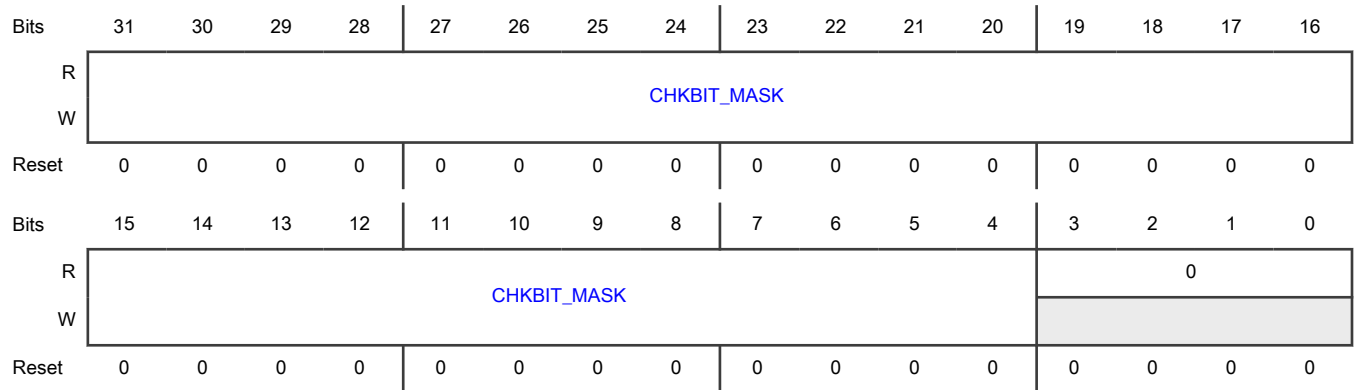 Bits 31 30 29 28 27 26 25 24 23 22 21 20 19 18 17 16
R
CHKBIT_MASK
W
Reset 0 0 0 0 0 0 0 0 0 0 0 0 0 0 0 0
Bits 15 14 13 12 11 10 9 8 7 6 5 4 3 2 1 0
R 0
CHKBIT_MASK
W
Reset 0 0 0 0 0 0 0 0 0 0 0 0 0 0 0 0